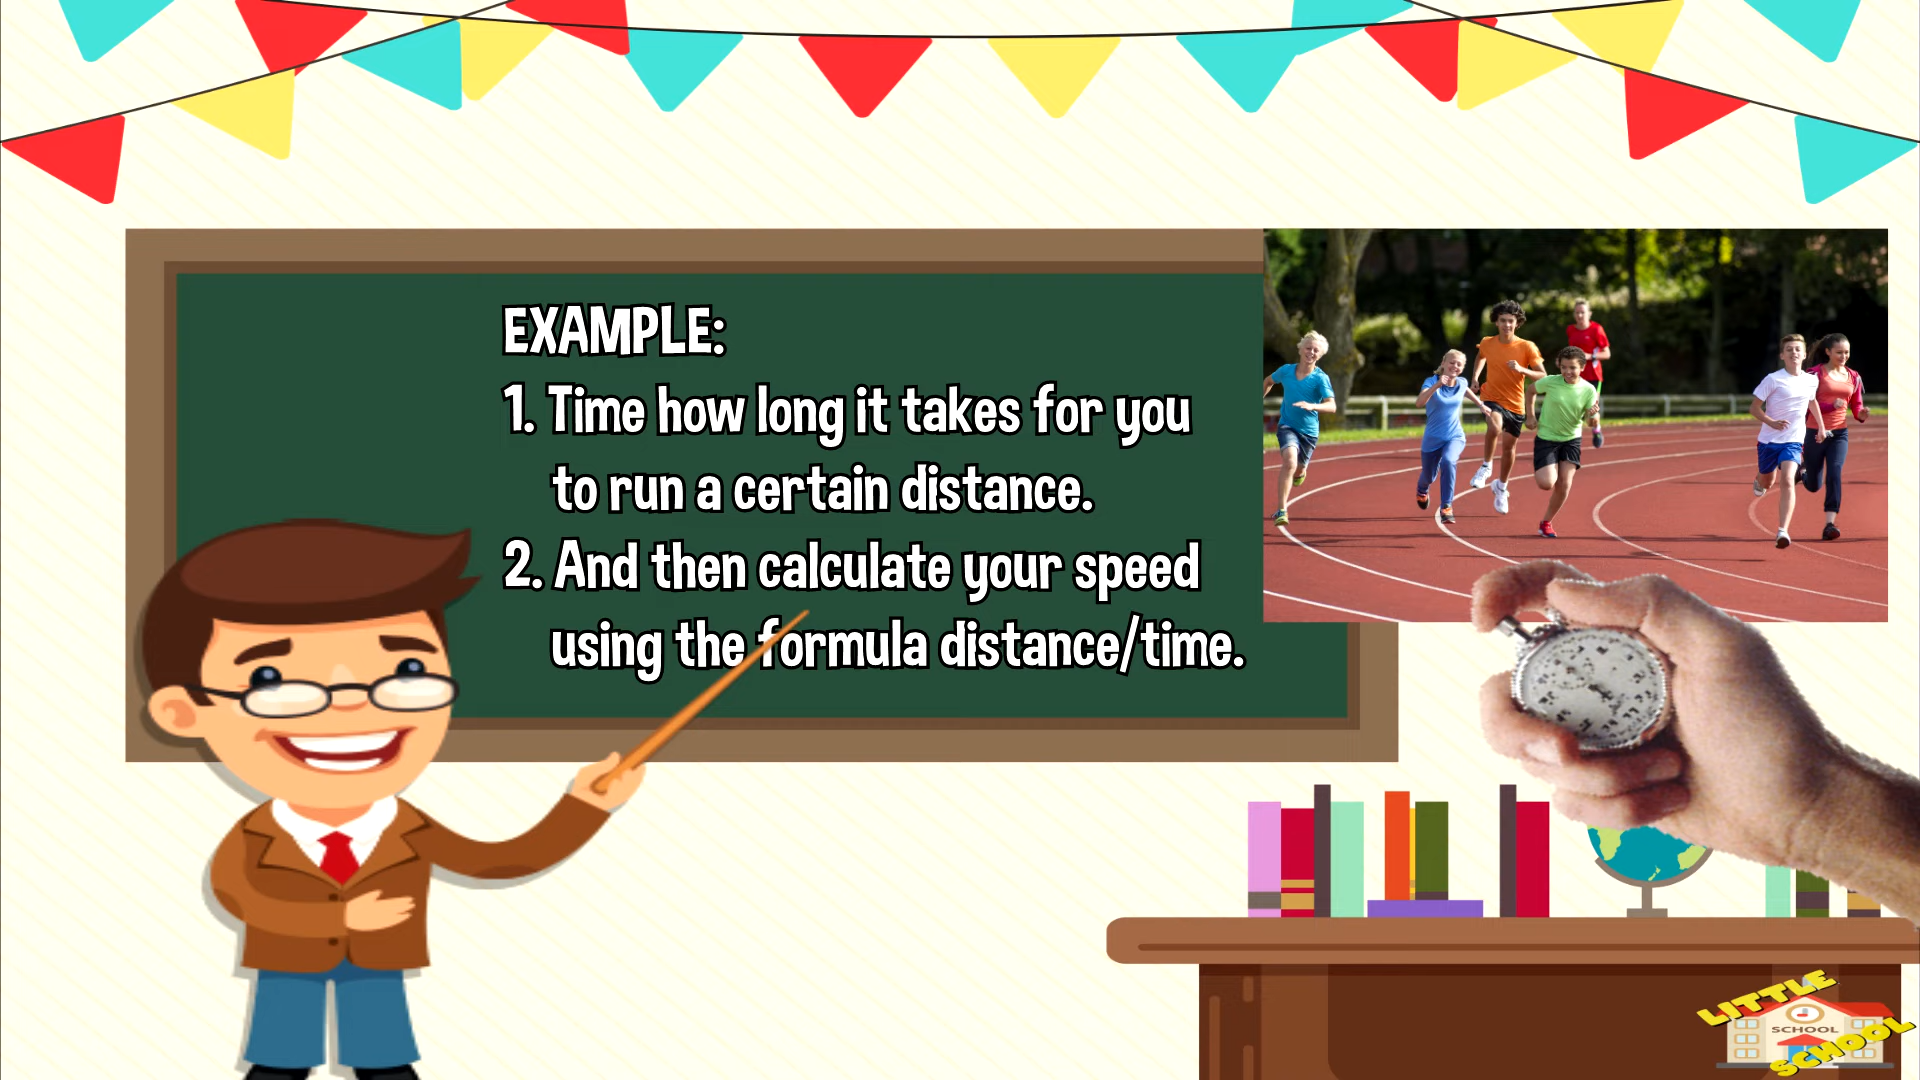 EXAMPLE:
1. Time how long it takes for you
to run a certain distance.
2. And then calculate your speed
using the formula distance/time.
LITTLE
SCHOOL
SCHOOL